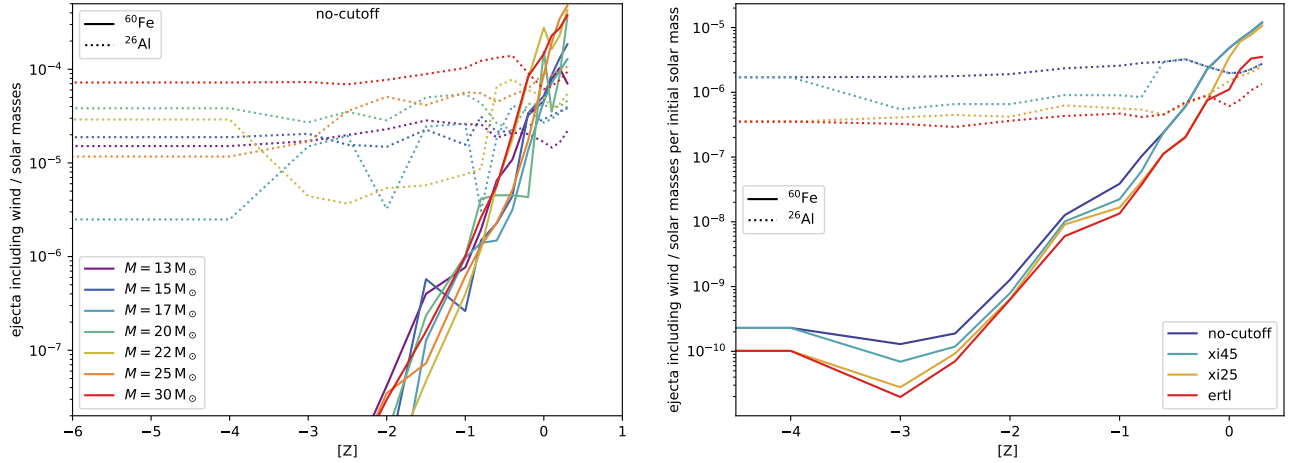 no-cutoff
⁶⁰Fe
²⁶Al
ejecta including wind / solar masses
10⁻⁴
10⁻⁵
10⁻⁶
10⁻⁷
M = 13 M⊙
M = 15 M⊙
M = 17 M⊙
M = 20 M⊙
M = 22 M⊙
M = 25 M⊙
M = 30 M⊙
−6 −5 −4 −3 −2 −1 0 1
[Z]
ejecta including wind / solar masses per initial solar mass
10⁻⁵
10⁻⁶
10⁻⁷
10⁻⁸
10⁻⁹
10⁻¹⁰
⁶⁰Fe
²⁶Al
no-cutoff
xi45
xi25
ertl
−4 −3 −2 −1 0
[Z]